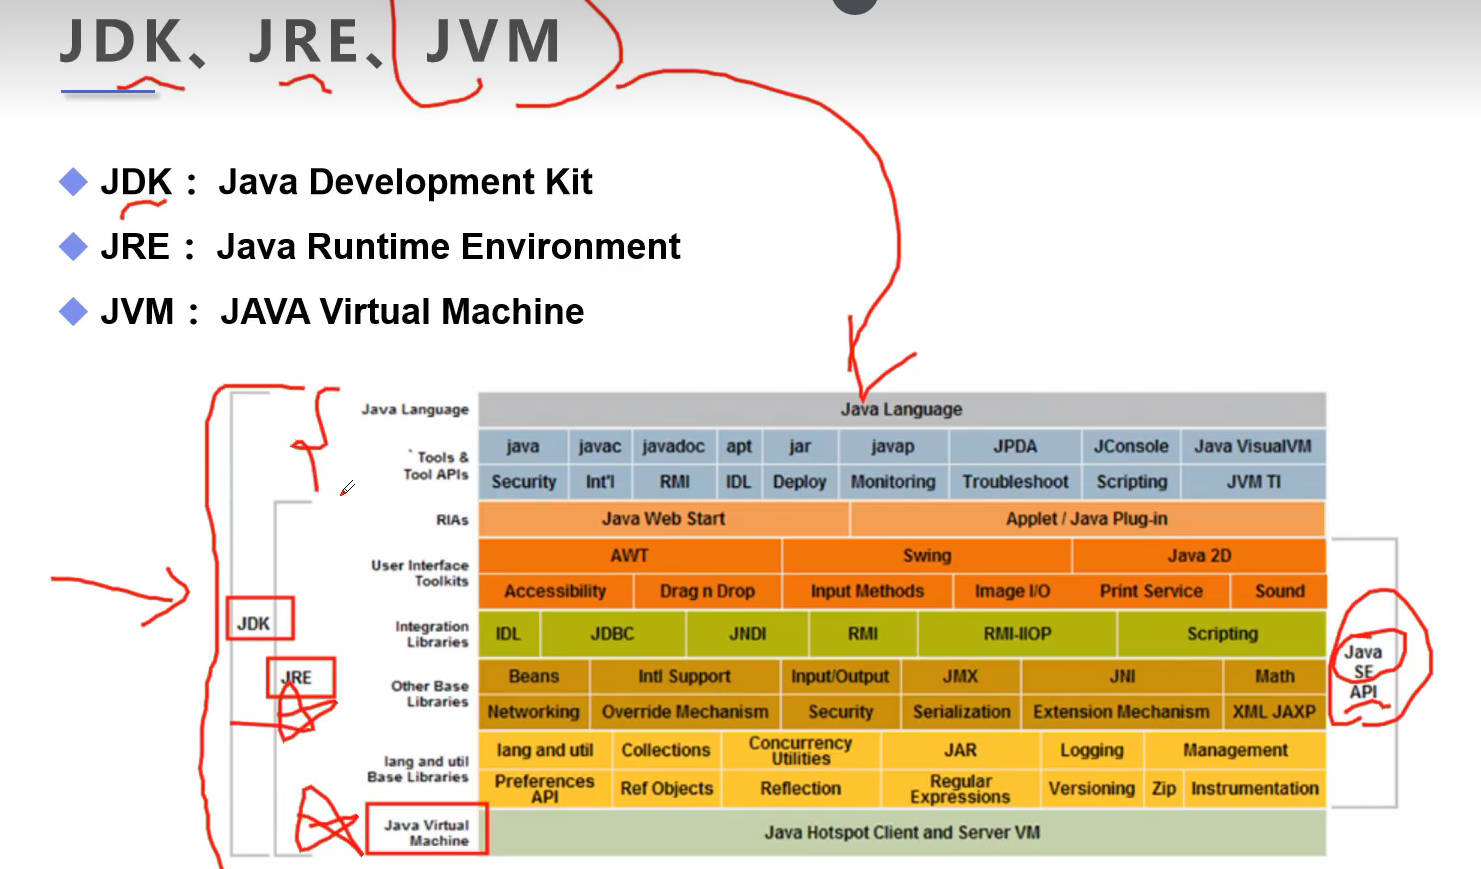 JDK、JRE、JVM
JDK： Java Development Kit
JRE： Java Runtime Environment
JVM： JAVA Virtual Machine
Java Language Java Language
Tools & Tool APIs
java javac javadoc apt jar javap JPDA JConsole Java VisualVM
Security Int'l RMI IDL Deploy Monitoring Troubleshoot Scripting JVM TI
RIAs Java Web Start Applet / Java Plug-in
User Interface Toolkits
AWT Swing Java 2D
Accessibility Drag n Drop Input Methods Image I/O Print Service Sound
JDK
Integration Libraries
IDL JDBC JNDI RMI RMI-IIOP Scripting
JRE
Java SE API
Other Base Libraries
Beans Intl Support Input/Output JMX JNI Math
Networking Override Mechanism Security Serialization Extension Mechanism XML JAXP
lang and util Base Libraries
lang and util Collections Concurrency Utilities JAR Logging Management
Preferences API Ref Objects Reflection Regular Expressions Versioning Zip Instrumentation
Java Virtual Machine
Java Hotspot Client and Server VM